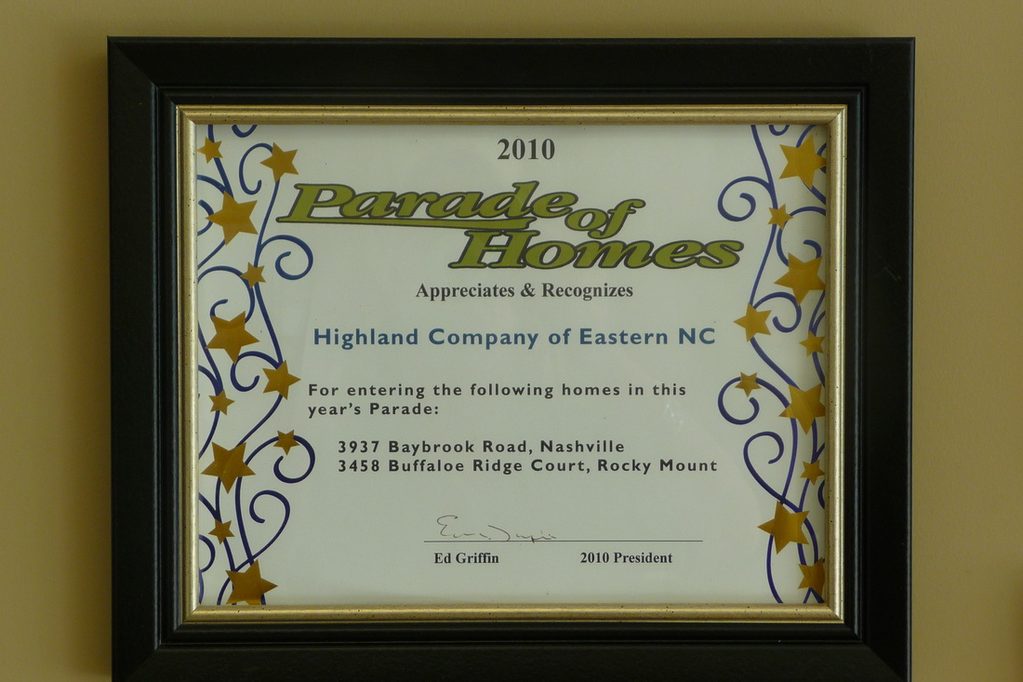 2010
Parade of
Homes
Appreciates & Recognizes
Highland Company of Eastern NC
For entering the following homes in this
year's Parade:
3937 Baybrook Road, Nashville
3458 Buffaloe Ridge Court, Rocky Mount
Ed Griffin 2010 President